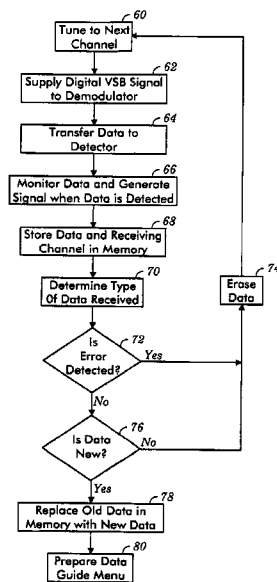 60
Tune to Next
Channel
62
Supply Digital VSB Signal
to Demodulator
64
Transfer Data to
Detector
66
Monitor Data and Generate
Signal when Data is Detected
68
Store Data and Receiving
Channel in Memory
70
Determine Type
Of Data Received
74
Erase
Data
72
Is
Error
Detected?
Yes
No
76
Is Data
New?
No
Yes
78
Replace Old Data in
Memory with New Data
80
Prepare Data
Guide Menu